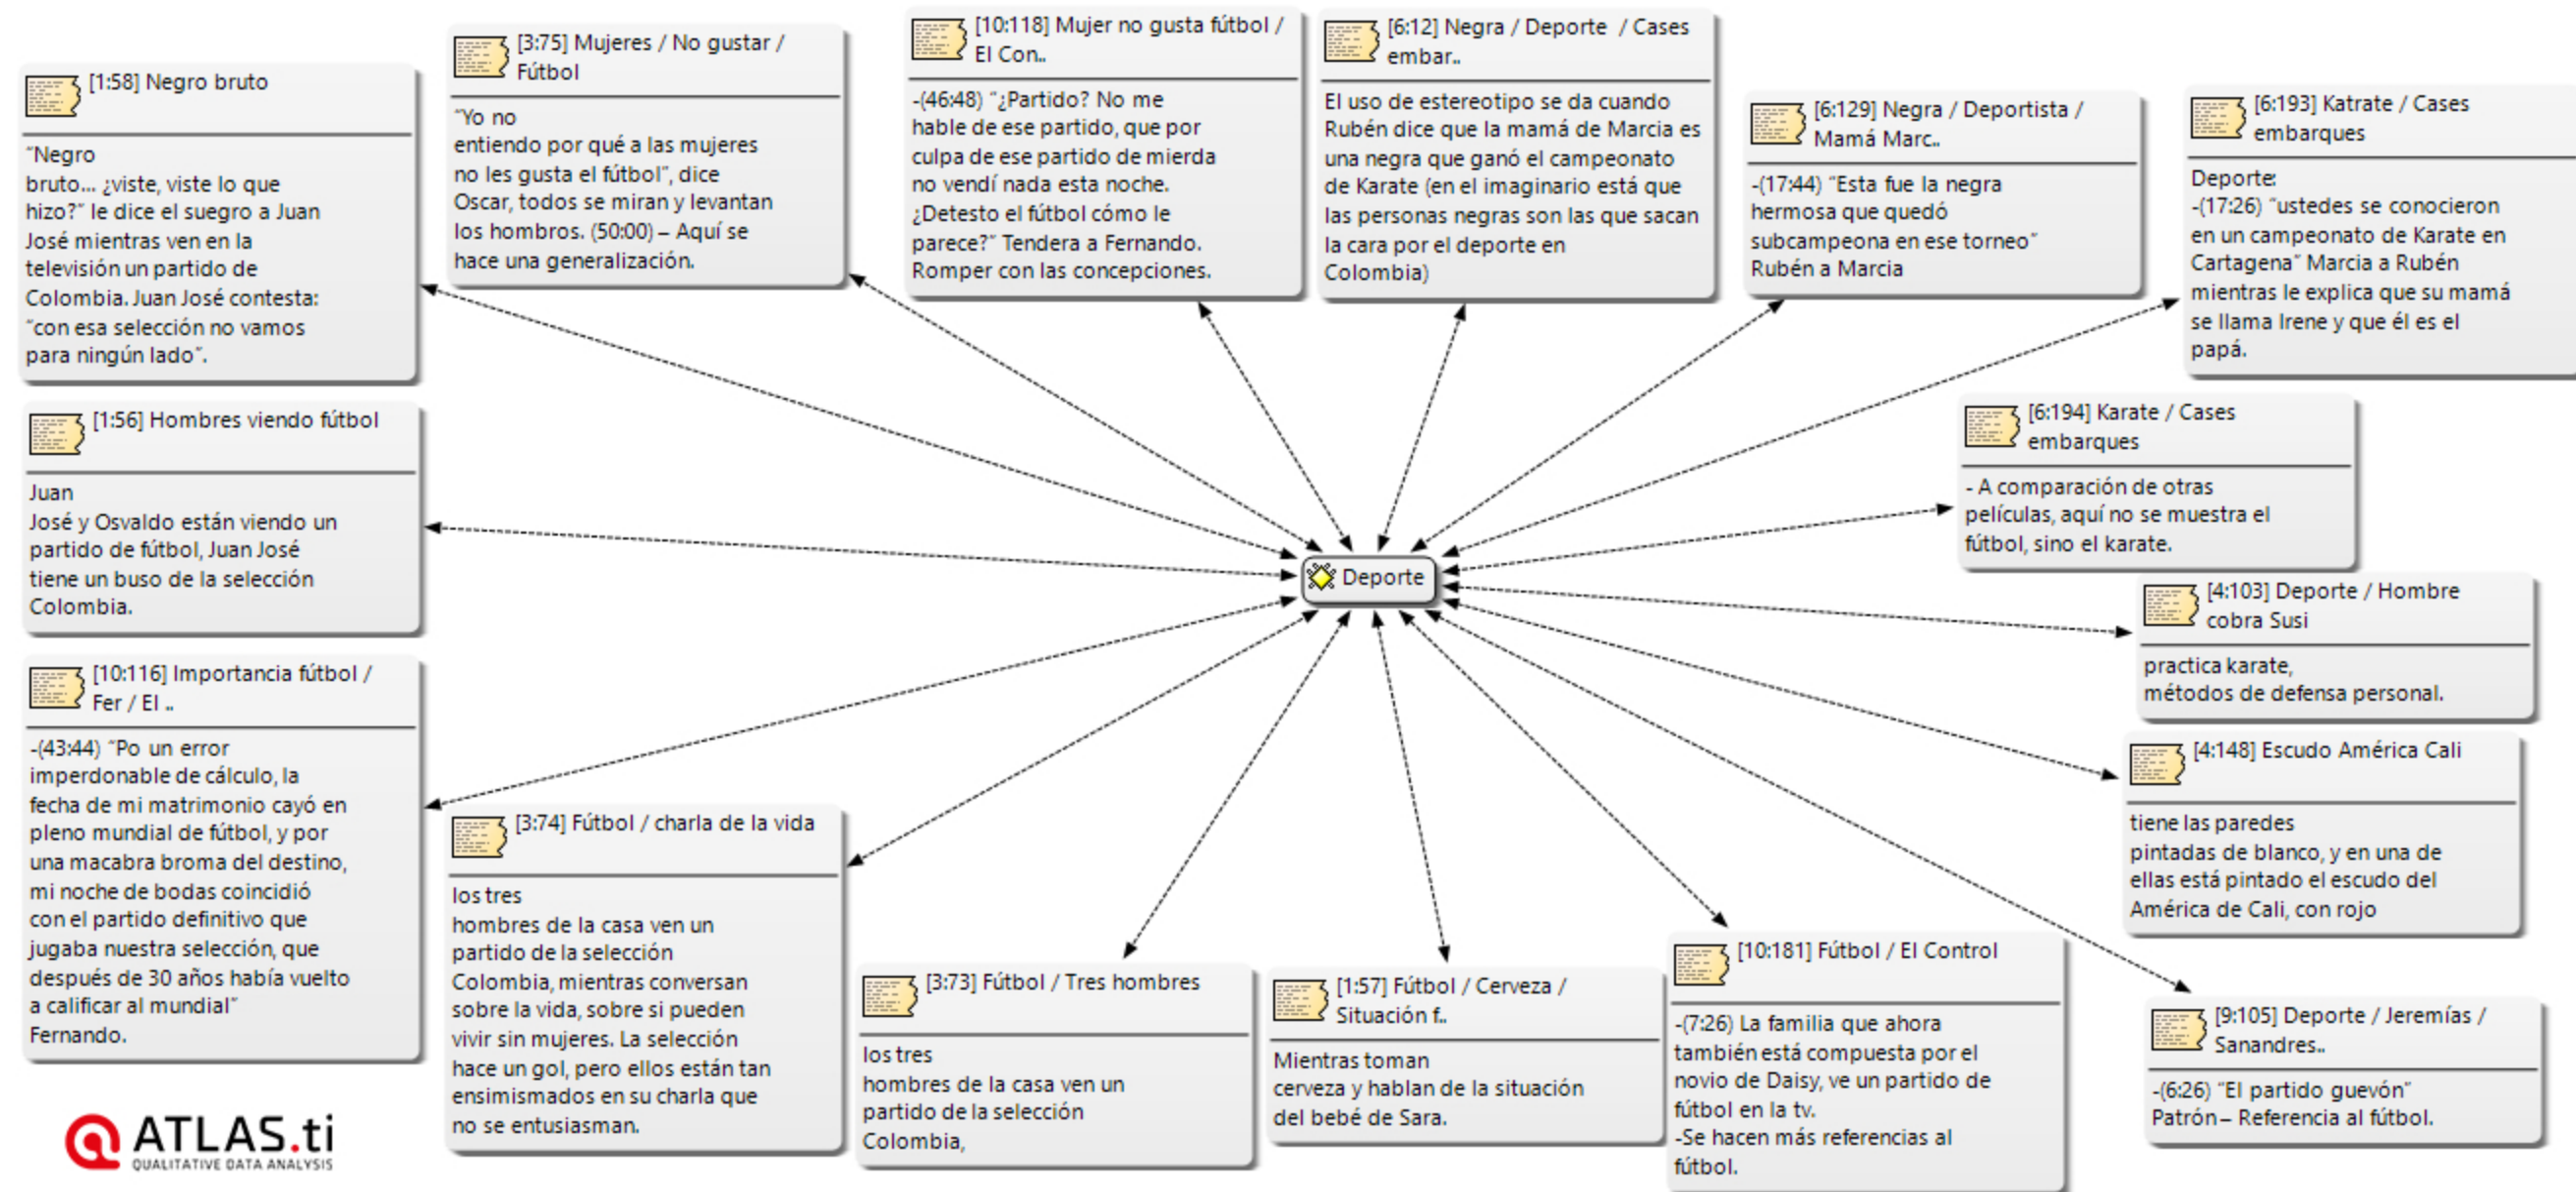 [1:58] Negro bruto
“Negro
bruto... ¿viste, viste lo que
hizo?” le dice el suegro a Juan
José mientras ven en la
televisión un partido de
Colombia. Juan José contesta:
“con esa selección no vamos
para ningún lado”.
[3:75] Mujeres / No gustar /
Fútbol
“Yo no
entiendo por qué a las mujeres
no les gusta el fútbol”, dice
Oscar, todos se miran y levantan
los hombros. (50:00) – Aquí se
hace una generalización.
[10:118] Mujer no gusta fútbol /
El Con..
-(46:48) “¿Partido? No me
hable de ese partido, que por
culpa de ese partido de mierda
no vendí nada esta noche.
¿Detesto el fútbol cómo le
parece?” Tendera a Fernando.
Romper con las concepciones.
[6:12] Negra / Deporte / Cases
embar..
El uso de estereotipo se da cuando
Rubén dice que la mamá de Marcia es
una negra que ganó el campeonato
de Karate (en el imaginario está que
las personas negras son las que sacan
la cara por el deporte en
Colombia)
[6:129] Negra / Deportista /
Mamá Marc..
-(17:44) “Esta fue la negra
hermosa que quedó
subcampeona en ese torneo”
Rubén a Marcia
[6:193] Katrate / Cases
embarques
Deporte:
-(17:26) “ustedes se conocieron
en un campeonato de Karate en
Cartagena” Marcia a Rubén
mientras le explica que su mamá
se llama Irene y que él es el
papá.
[1:56] Hombres viendo fútbol
Juan
José y Osvaldo están viendo un
partido de fútbol, Juan José
tiene un buso de la selección
Colombia.
[6:194] Karate / Cases
embarques
- A comparación de otras
películas, aquí no se muestra el
fútbol, sino el karate.
Deporte
[4:103] Deporte / Hombre
cobra Susi
practica karate,
métodos de defensa personal.
[10:116] Importancia fútbol /
Fer / El ..
-(43:44) “Po un error
imperdonable de cálculo, la
fecha de mi matrimonio cayó en
pleno mundial de fútbol, y por
una macabra broma del destino,
mi noche de bodas coincidió
con el partido definitivo que
jugaba nuestra selección, que
después de 30 años había vuelto
a calificar al mundial”
Fernando.
[4:148] Escudo América Cali
tiene las paredes
pintadas de blanco, y en una de
ellas está pintado el escudo del
América de Cali, con rojo
[3:74] Fútbol / charla de la vida
los tres
hombres de la casa ven un
partido de la selección
Colombia, mientras conversan
sobre la vida, sobre si pueden
vivir sin mujeres. La selección
hace un gol, pero ellos están tan
ensimismados en su charla que
no se entusiasman.
[3:73] Fútbol / Tres hombres
los tres
hombres de la casa ven un
partido de la selección
Colombia,
[1:57] Fútbol / Cerveza /
Situación f..
Mientras toman
cerveza y hablan de la situación
del bebé de Sara.
[10:181] Fútbol / El Control
-(7:26) La familia que ahora
también está compuesta por el
novio de Daisy, ve un partido de
fútbol en la tv.
-Se hacen más referencias al
fútbol.
[9:105] Deporte / Jeremías /
Sanandres..
-(6:26) “El partido guevón”
Patrón – Referencia al fútbol.
ATLAS.ti
QUALITATIVE DATA ANALYSIS